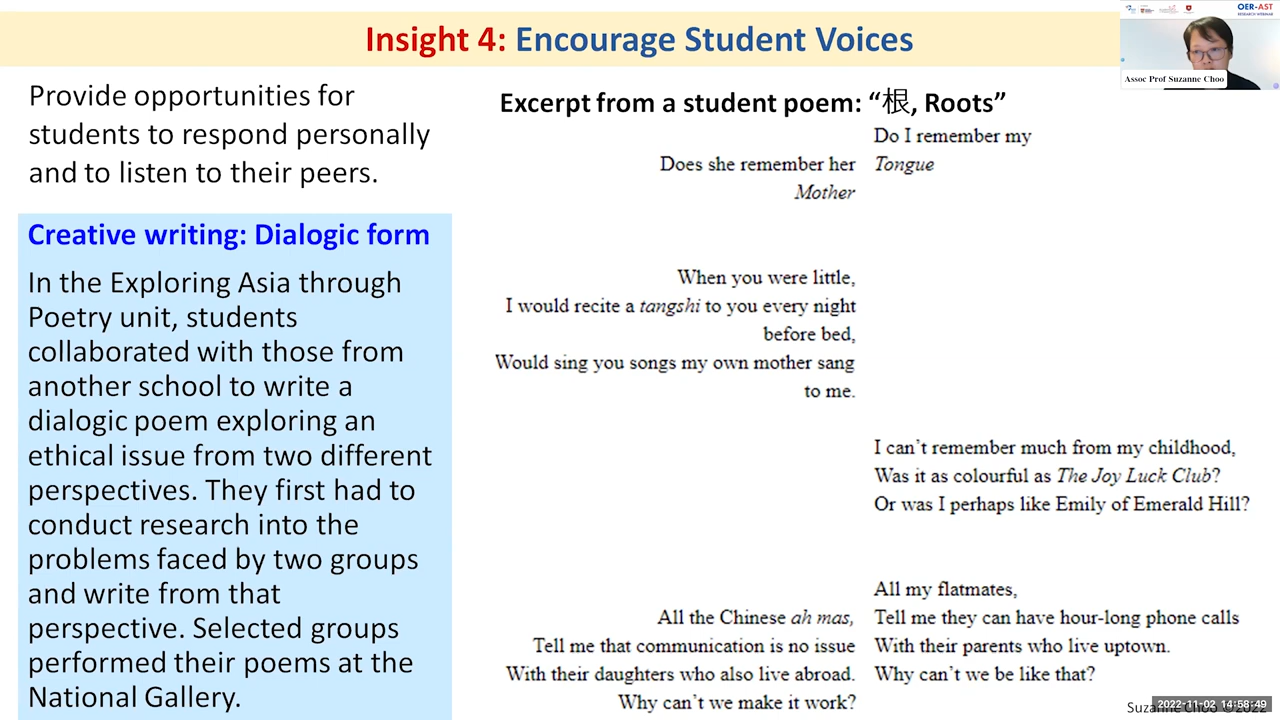 Insight 4: Encourage Student Voices
OER-AST
RESEARCH WEBINAR
Assoc Prof Suzanne Choo
Provide opportunities for
students to respond personally
and to listen to their peers.
Creative writing: Dialogic form
In the Exploring Asia through
Poetry unit, students
collaborated with those from
another school to write a
dialogic poem exploring an
ethical issue from two different
perspectives. They first had to
conduct research into the
problems faced by two groups
and write from that
perspective. Selected groups
performed their poems at the
National Gallery.
Excerpt from a student poem: “根, Roots”
Do I remember my
Does she remember her
Tongue
Mother
When you were little,
I would recite a tangshi to you every night
before bed,
Would sing you songs my own mother sang
to me.
I can’t remember much from my childhood,
Was it as colourful as The Joy Luck Club?
Or was I perhaps like Emily of Emerald Hill?
All my flatmates,
All the Chinese ah mas,
Tell me they can have hour-long phone calls
Tell me that communication is no issue
With their parents who live uptown.
With their daughters who also live abroad.
Why can’t we be like that?
Why can’t we make it work?
Suzanne Choo ©2022
2022-11-02 14:58:49